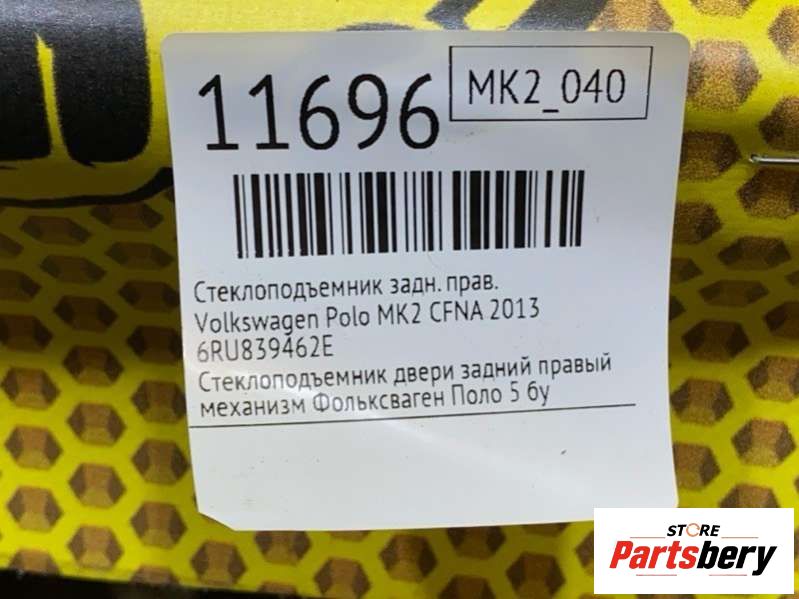 11696
MK2_040
Стеклоподъемник задн. прав.
Volkswagen Polo MK2 CFNA 2013
6RU839462E
Стеклоподъемник двери задний правый
механизм Фольксваген Поло 5 бу
STORE
Partsbery